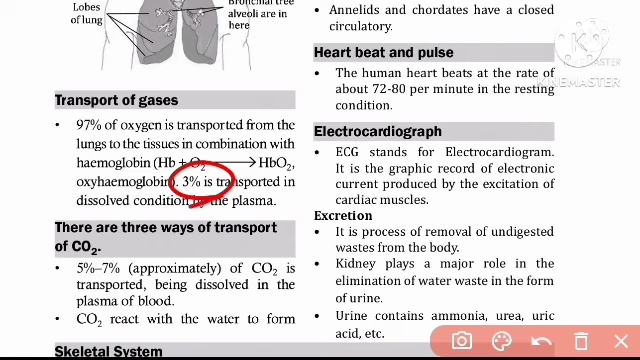 Lobes
of lung
Bronchial tree
alveoli are in
here
Transport of gases
• 97% of oxygen is transported from the
lungs to the tissues in combination with
haemoglobin (Hb + O₂ ⟶ HbO₂,
oxyhaemoglobin). 3% is transported in
dissolved condition by the plasma.
There are three ways of transport
of CO₂.
• 5%–7% (approximately) of CO₂ is
transported, being dissolved in the
plasma of blood.
• CO₂ react with the water to form
Skeletal System
• Annelids and chordates have a closed
circulatory.
Heart beat and pulse
• The human heart beats at the rate of
about 72-80 per minute in the resting
condition.
Electrocardiograph
• ECG stands for Electrocardiogram.
It is the graphic record of electronic
current produced by the excitation of
cardiac muscles.
Excretion
• It is process of removal of undigested
wastes from the body.
• Kidney plays a major role in the
elimination of water waste in the form
of urine.
• Urine contains ammonia, urea, uric
acid, etc.
K
KINEMASTER